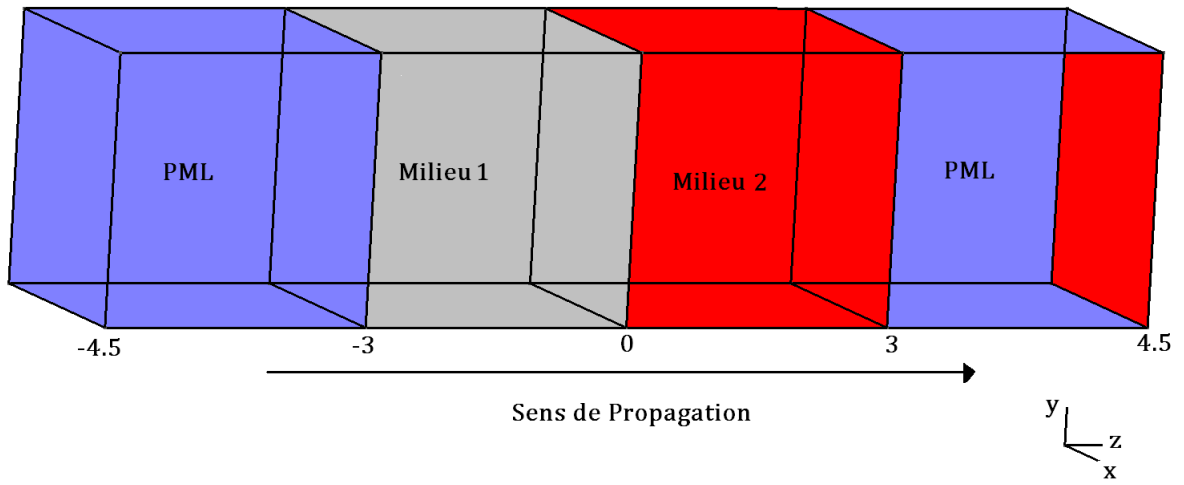 PML
Milieu 1
Milieu 2
PML
-4.5
-3
0
3
4.5
Sens de Propagation
y
z
x